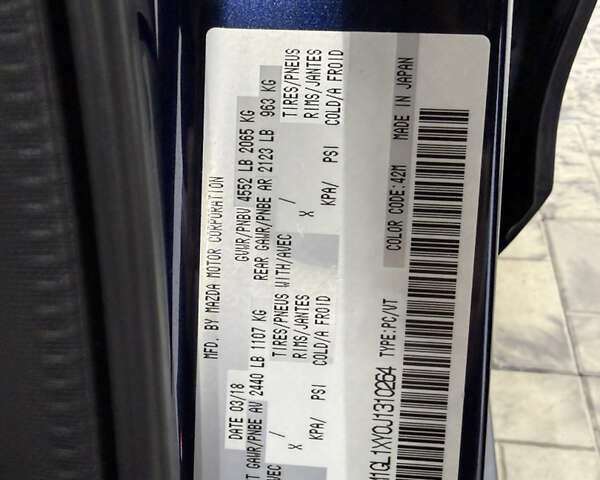 MFD. BY MAZDA MOTOR CORPORATION
DATE 03/18
GVWR/PNBV 4552 LB 2065 KG
T GAWR/PNBE AV 2440 LB 1107 KG
REAR GAWR/PNBE AR 2123 LB 963 KG
TIRES/PNEUS WITH/AVEC
TIRES/PNEUS
X /
RIMS/JANTES
X /
RIMS/JANTES
KPA/ PSI COLD/A FROID
KPA/ PSI COLD/A FROID
1GL1XY0J1310264 TYPE:PC/VT
COLOR CODE:42M MADE IN JAPAN